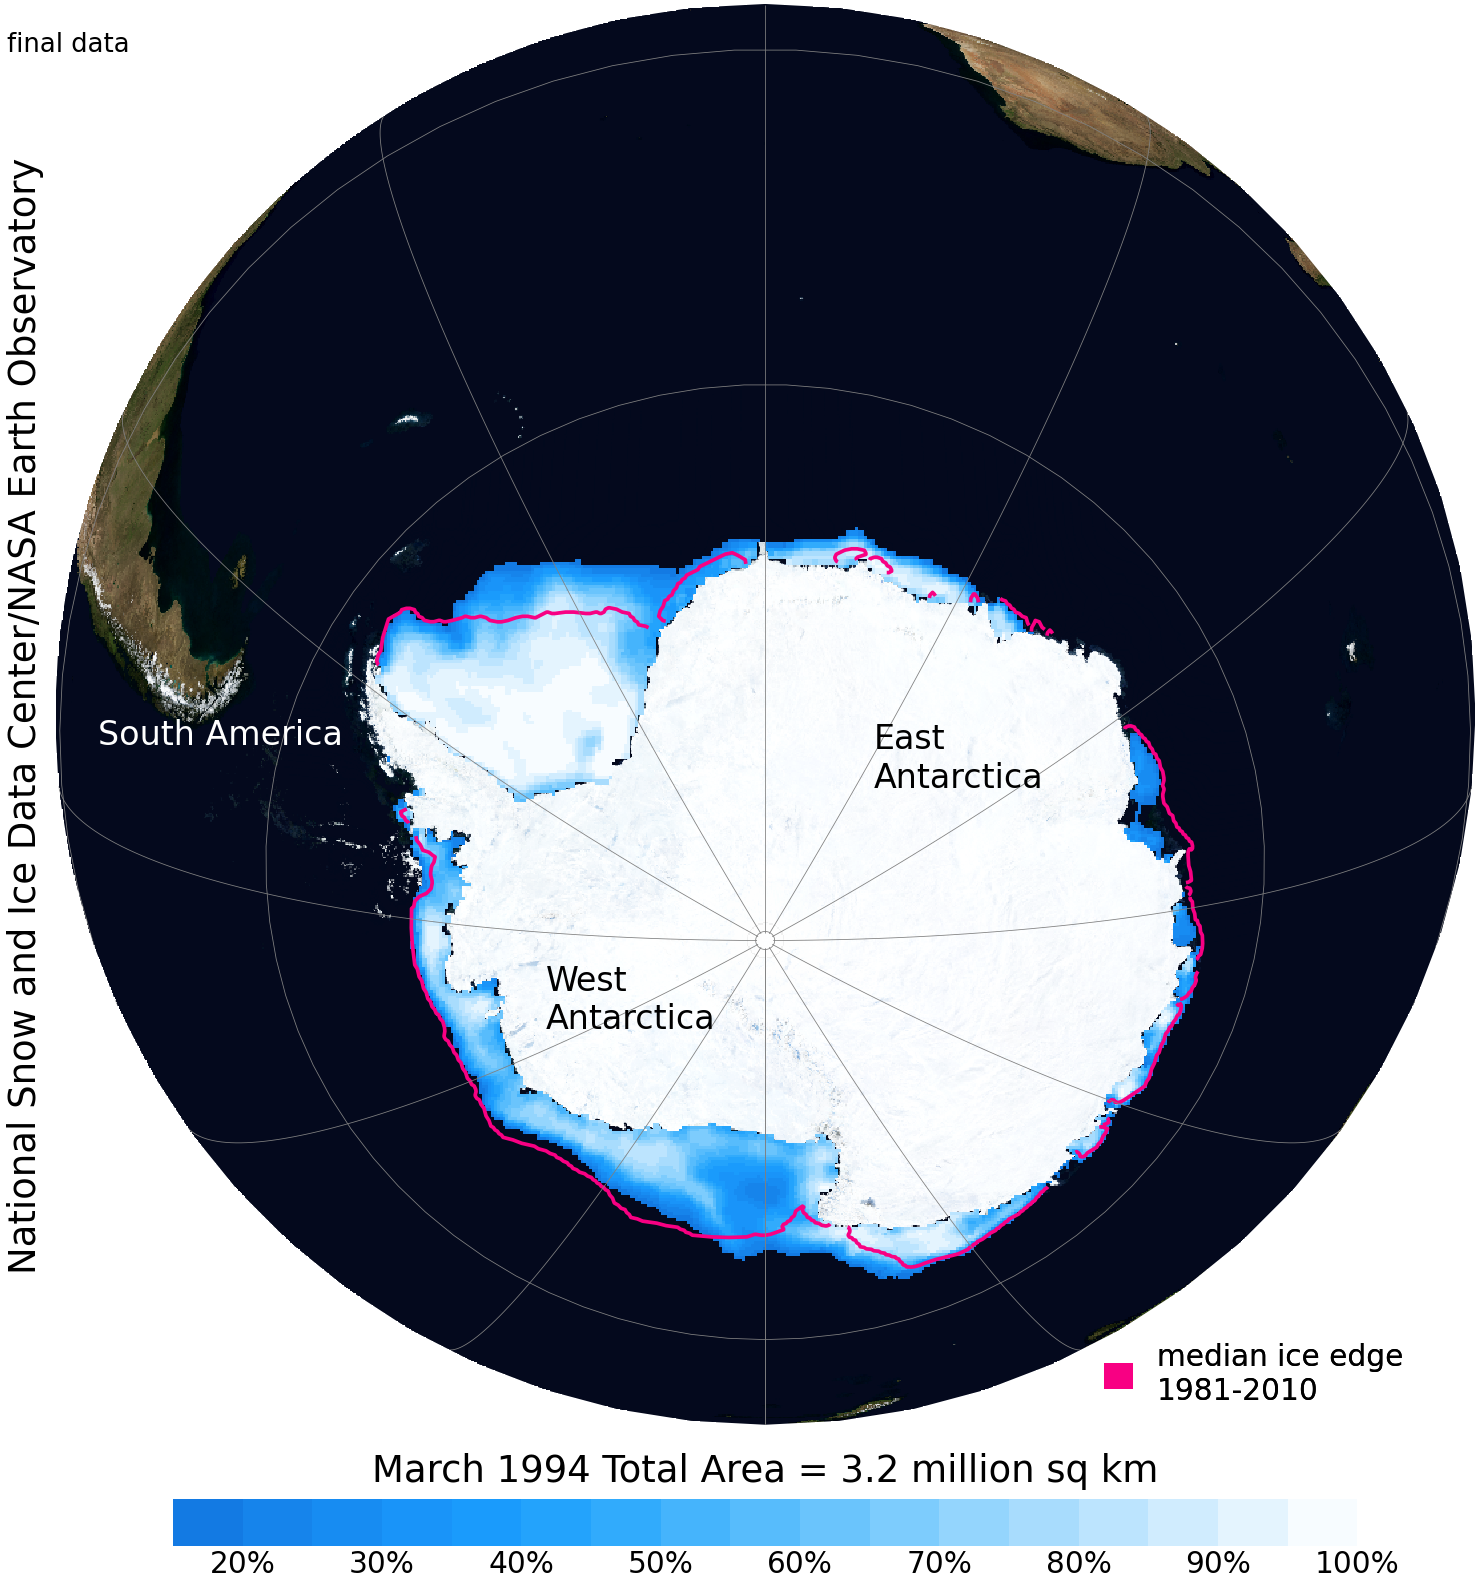 final data
National Snow and Ice Data Center/NASA Earth Observatory
South America
East
Antarctica
West
Antarctica
median ice edge
1981-2010
March 1994 Total Area = 3.2 million sq km
20% 30% 40% 50% 60% 70% 80% 90% 100%